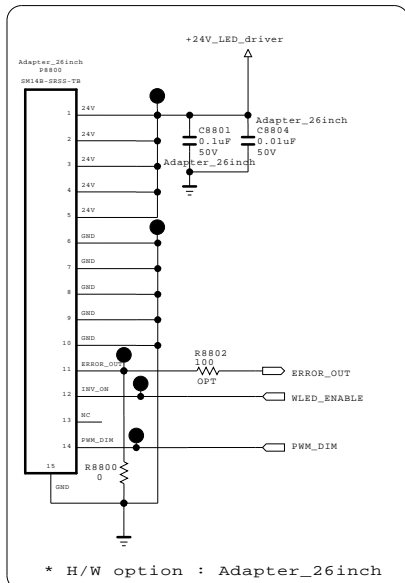 +24V_LED_driver
Adapter_26inch
P8800
SM14B-SRSS-TB
1 24V
2 24V
3 24V
4 24V
5 24V
6 GND
7 GND
8 GND
9 GND
10 GND
11 ERROR_OUT
12 INV_ON
13 NC
14 PWM_DIM
15
GND
C8801
0.1uF
50V
Adapter_26inch
Adapter_26inch
C8804
0.01uF
50V
R8802
100
OPT
ERROR_OUT
WLED_ENABLE
PWM_DIM
R8800
0
* H/W option : Adapter_26inch